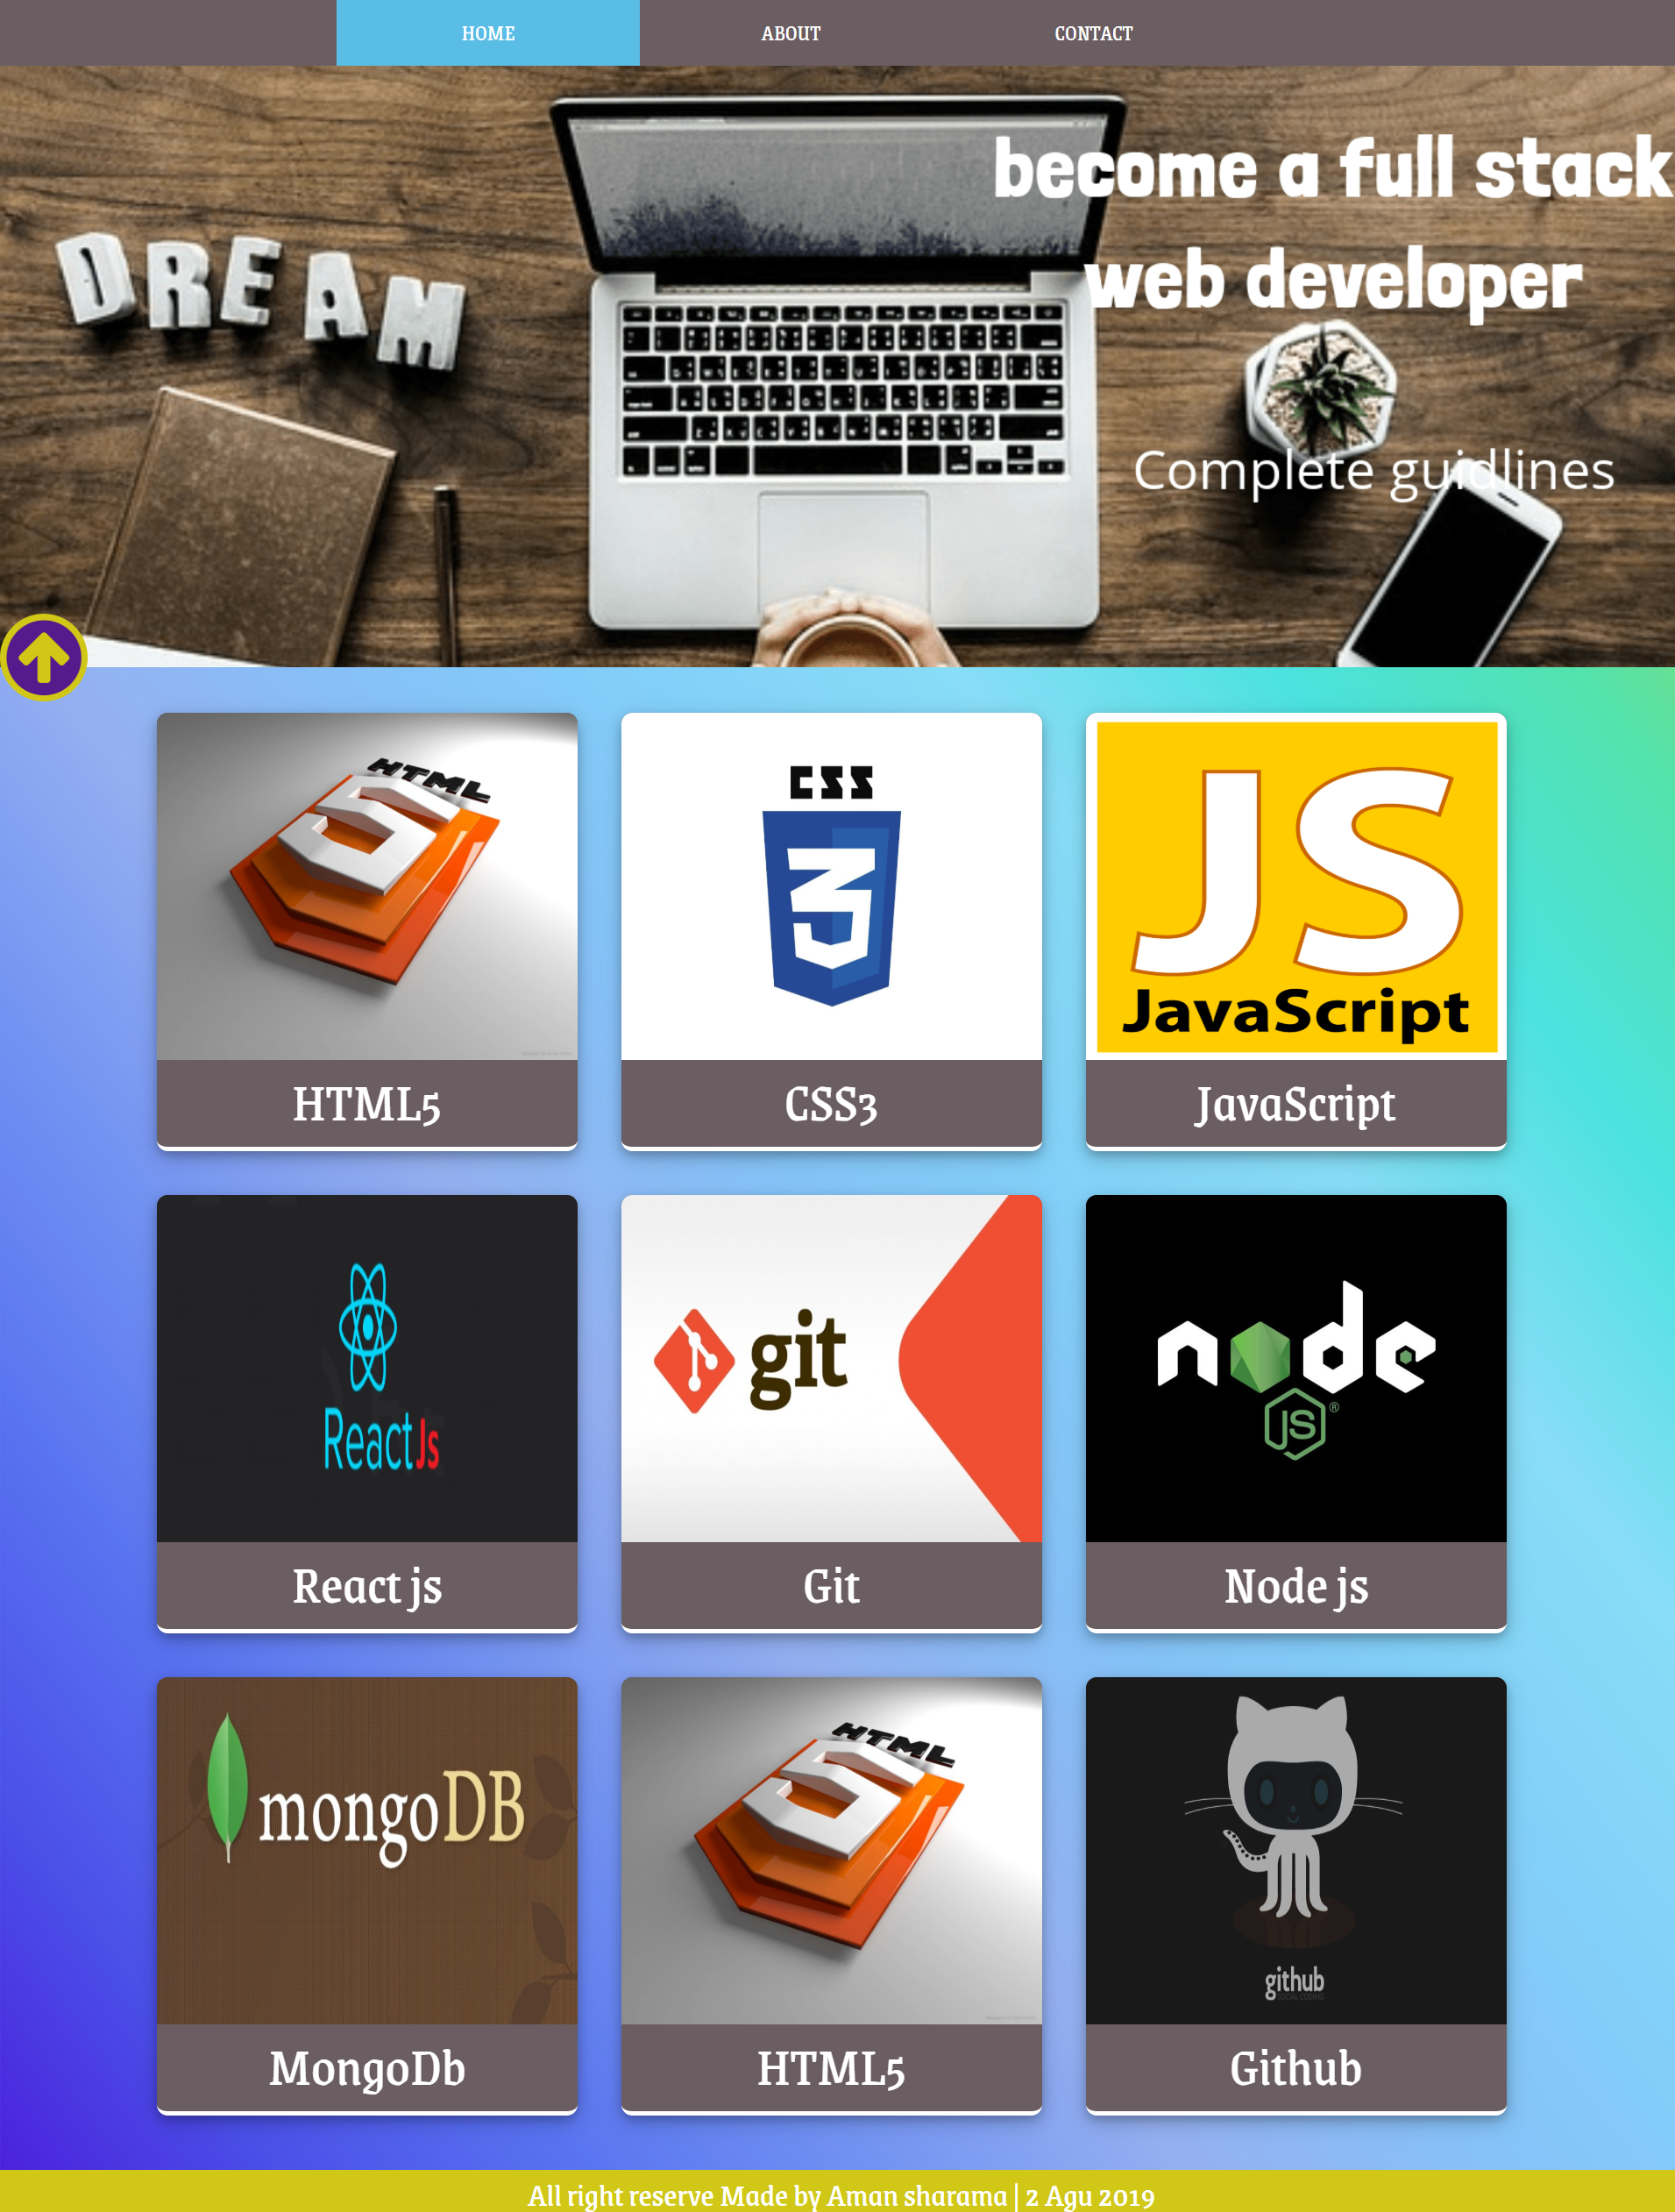 HOME ABOUT CONTACT
become a full stack
web developer
DREAM
Complete guidlines
HTML
CSS
3
JS
JavaScript
HTML5
CSS3
JavaScript
ReactJs
git
node
JS®
React js
Git
Node js
mongoDB
HTML
5
github
SOCIAL CODING
MongoDb
HTML5
Github
All right reserve Made by Aman sharama | 2 Agu 2019